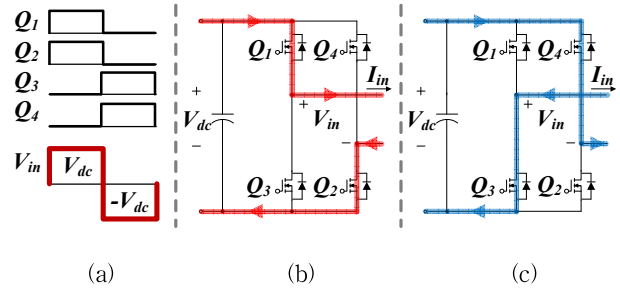 Q1
Q2
Q3
Q4
Vin
Vdc
-Vdc
(a)
Q1
Q4
Iin
+
Vdc
−
+
Vin
−
Q3
Q2
(b)
Q1
Q4
Iin
+
Vdc
−
+
Vin
−
Q3
Q2
(c)